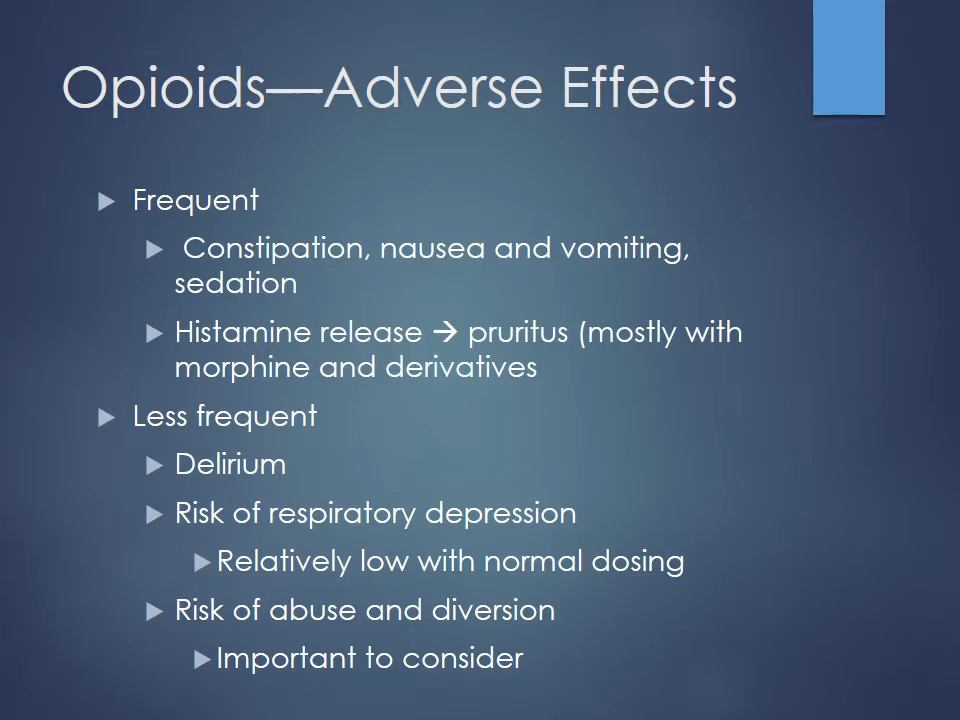 Opioids—Adverse Effects
Frequent
Constipation, nausea and vomiting,
sedation
Histamine release → pruritus (mostly with
morphine and derivatives
Less frequent
Delirium
Risk of respiratory depression
Relatively low with normal dosing
Risk of abuse and diversion
Important to consider